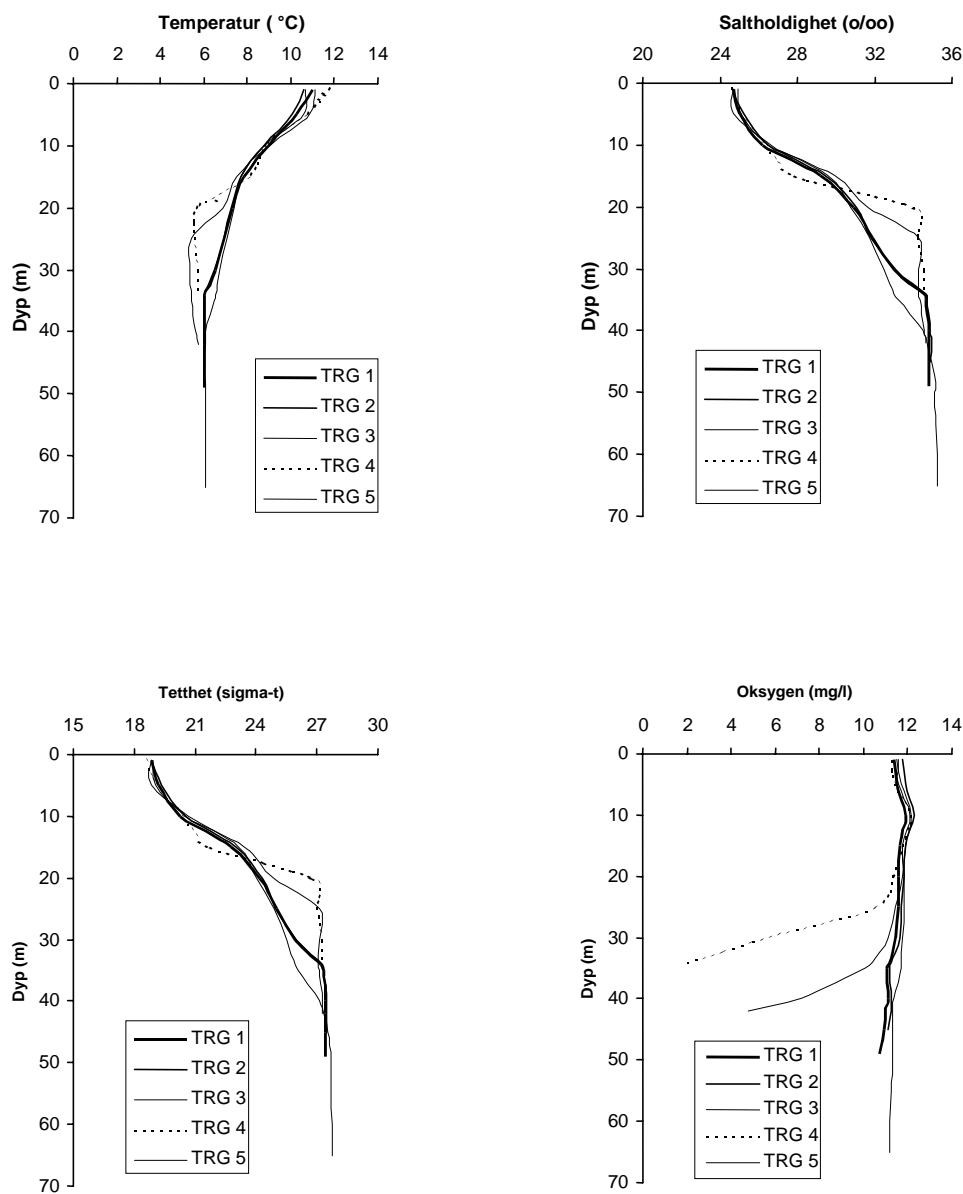 Temperatur ( °C)
0 2 4 6 8 10 12 14
0
10
20
30
40
50
60
70
Dyp (m)
TRG 1
TRG 2
TRG 3
TRG 4
TRG 5
Saltholdighet (o/oo)
20 24 28 32 36
0
10
20
30
40
50
60
70
Dyp (m)
TRG 1
TRG 2
TRG 3
TRG 4
TRG 5
Tetthet (sigma-t)
15 18 21 24 27 30
0
10
20
30
40
50
60
70
Dyp (m)
TRG 1
TRG 2
TRG 3
TRG 4
TRG 5
Oksygen (mg/l)
0 2 4 6 8 10 12 14
0
10
20
30
40
50
60
70
Dyp (m)
TRG 1
TRG 2
TRG 3
TRG 4
TRG 5